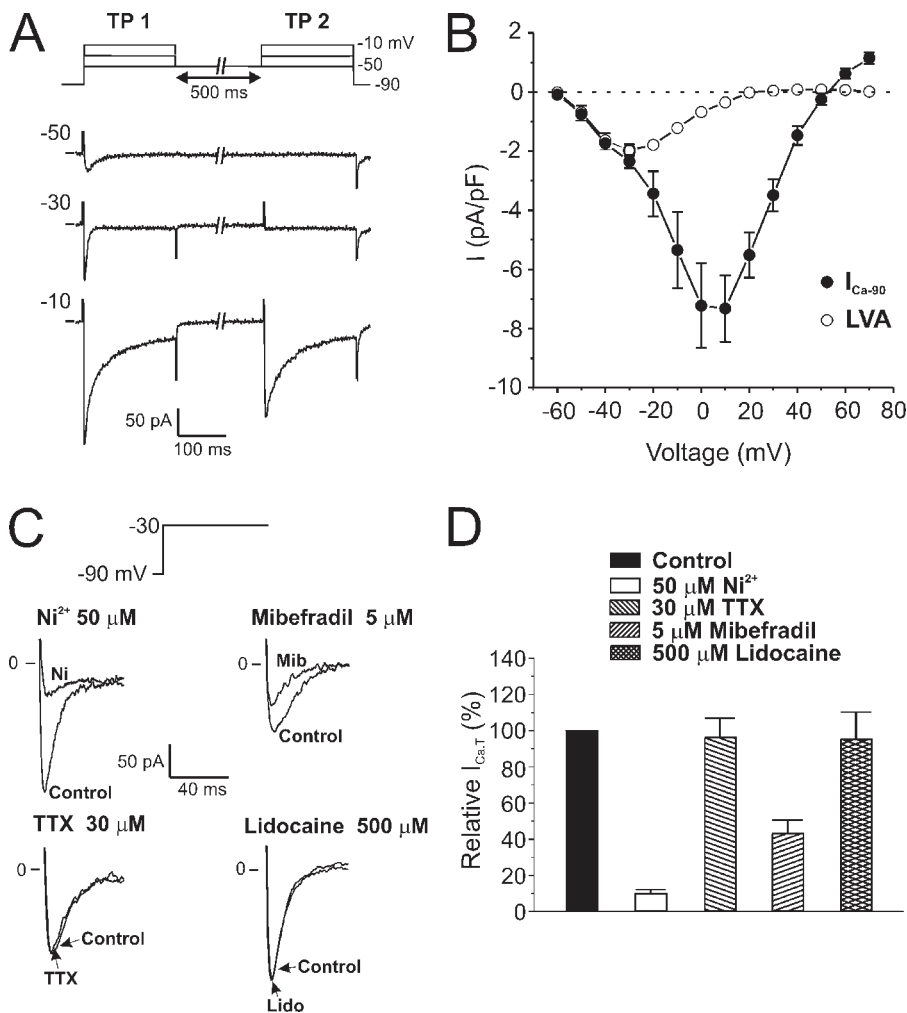 A
TP 1
TP 2
-10 mV
-50
-90
500 ms
-50
-30
-10
50 pA
100 ms
B
I (pA/pF)
0
-2
-4
-6
-8
-10
-60 -40 -20 0 20 40 60 80
Voltage (mV)
I Ca-90
LVA
C
-30
-90 mV
Ni2+ 50 μM
0
Ni
Control
Mibefradil 5 μM
0
Mib
Control
50 pA
40 ms
TTX 30 μM
0
Control
TTX
Lidocaine 500 μM
0
Control
Lido
D
Control
50 μM Ni2+
30 μM TTX
5 μM Mibefradil
500 μM Lidocaine
Relative I Ca.T (%)
140
120
100
80
60
40
20
0